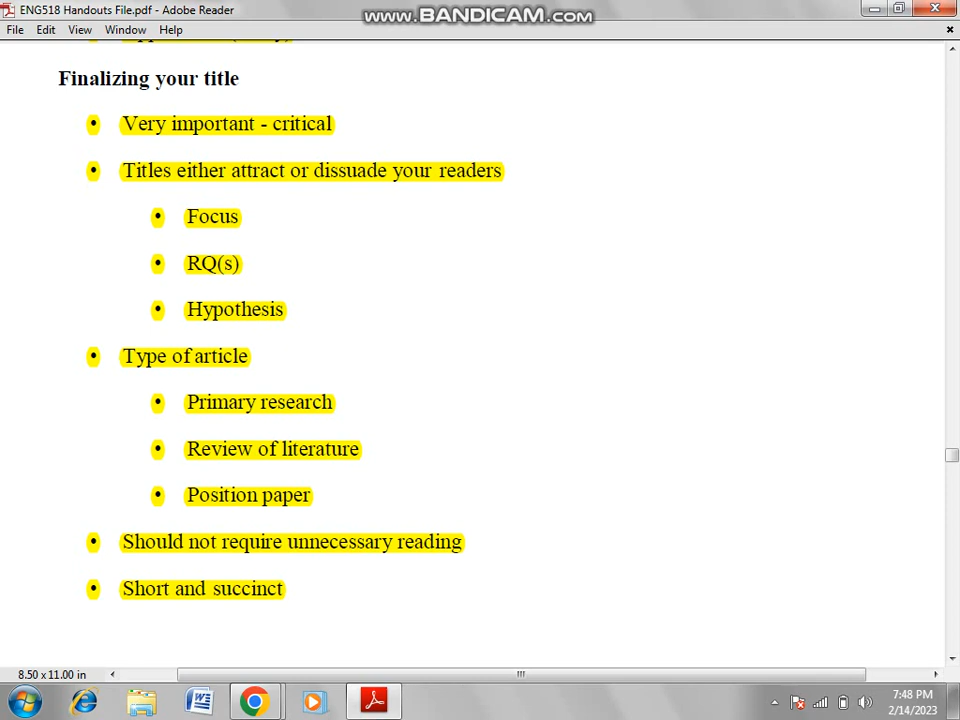 ENG518 Handouts File.pdf - Adobe Reader
www.BANDICAM.com
File Edit View Window Help
Finalizing your title
• Very important - critical
• Titles either attract or dissuade your readers
• Focus
• RQ(s)
• Hypothesis
• Type of article
• Primary research
• Review of literature
• Position paper
• Should not require unnecessary reading
• Short and succinct
8.50 x 11.00 in
7:48 PM
2/14/2023